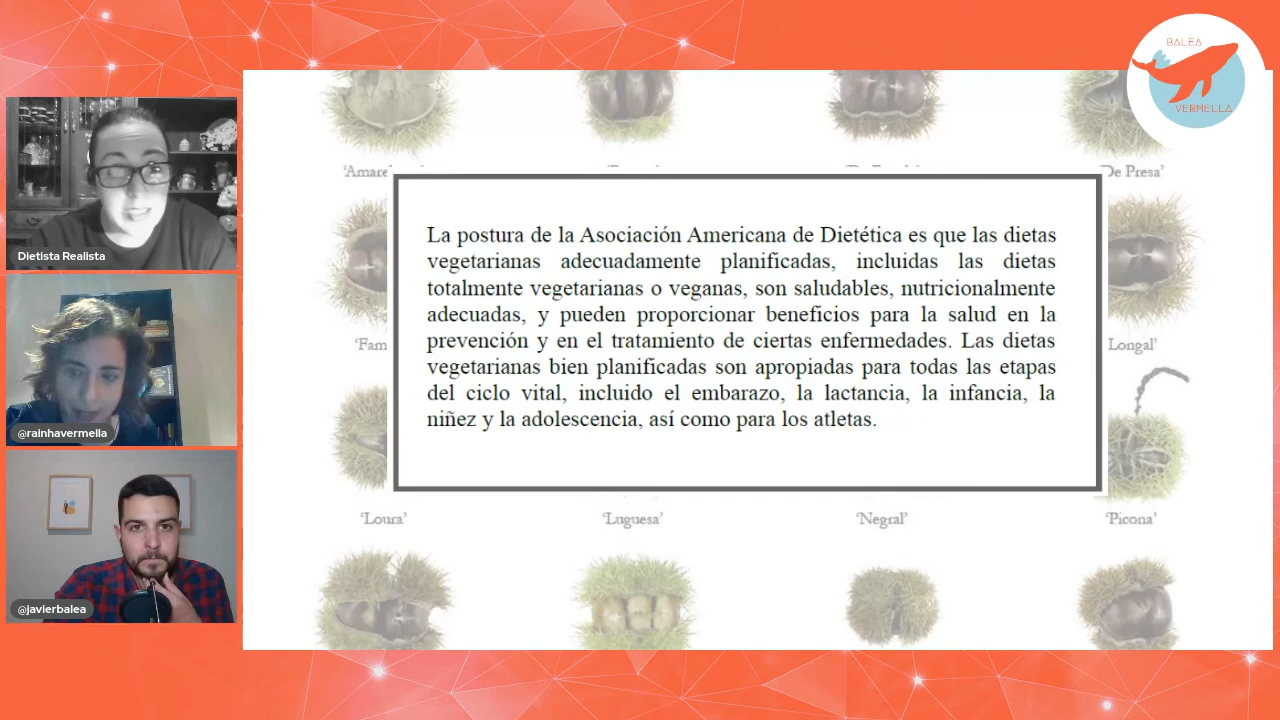 BALEA
VERMELLA
‘De Presa’
La postura de la Asociación Americana de Dietética es que las dietas
vegetarianas adecuadamente planificadas, incluidas las dietas
totalmente vegetarianas o veganas, son saludables, nutricionalmente
adecuadas, y pueden proporcionar beneficios para la salud en la
prevención y en el tratamiento de ciertas enfermedades. Las dietas
vegetarianas bien planificadas son apropiadas para todas las etapas
del ciclo vital, incluido el embarazo, la lactancia, la infancia, la
niñez y la adolescencia, así como para los atletas.
Longal’
‘Loura’
‘Luguesa’
‘Negral’
‘Picona’
Dietista Realista
@rainhavermella
@javierbalea